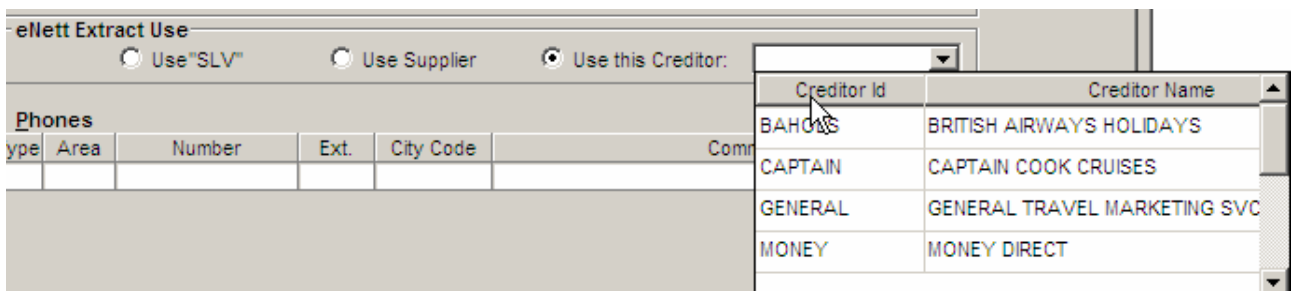 eNett Extract Use
Use"SLV" Use Supplier Use this Creditor:
Creditor Id Creditor Name
Phones
ype Area Number Ext. City Code Comm
BRITISH AIRWAYS HOLIDAYS
CAPTAIN CAPTAIN COOK CRUISES
GENERAL GENERAL TRAVEL MARKETING SVC
MONEY MONEY DIRECT